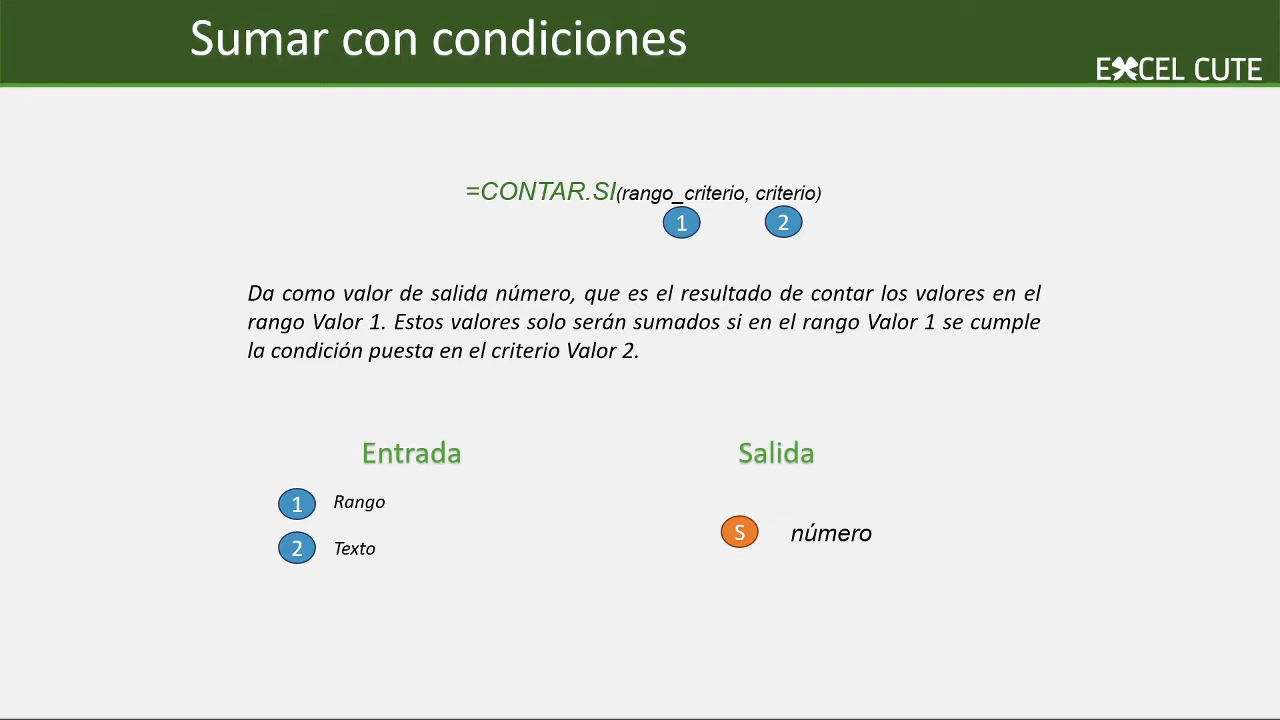 Sumar con condiciones
EXCEL CUTE
=CONTAR.SI(rango_criterio, criterio)
1 2
Da como valor de salida número, que es el resultado de contar los valores en el
rango Valor 1. Estos valores solo serán sumados si en el rango Valor 1 se cumple
la condición puesta en el criterio Valor 2.
Entrada Salida
1 Rango
S número
2 Texto